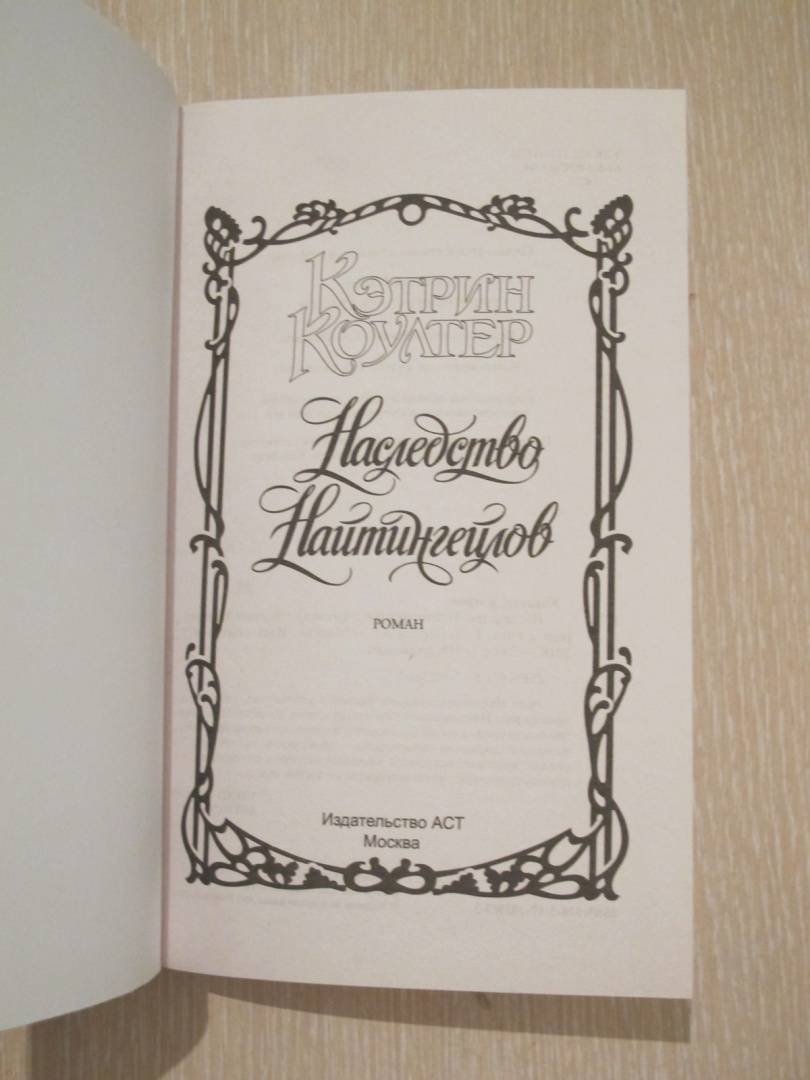 КЭТРИН
КОУЛТЕР
Наследство
Найтингейлов
РОМАН
Издательство АСТ
Москва